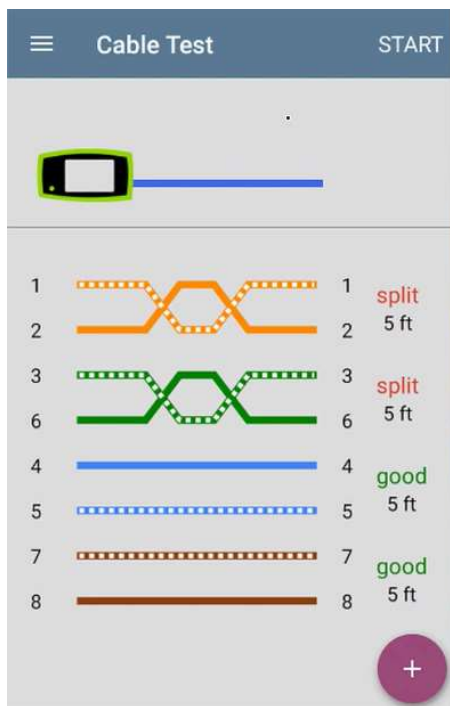 Cable Test START
1 1 split
2 2 5 ft
3 3 split
6 6 5 ft
4 4 good
5 5 5 ft
7 7 good
8 8 5 ft
+